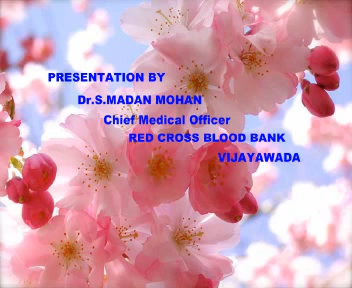 PRESENTATION BY
Dr.S.MADAN MOHAN
Chief Medical Officer
RED CROSS BLOOD BANK
VIJAYAWADA